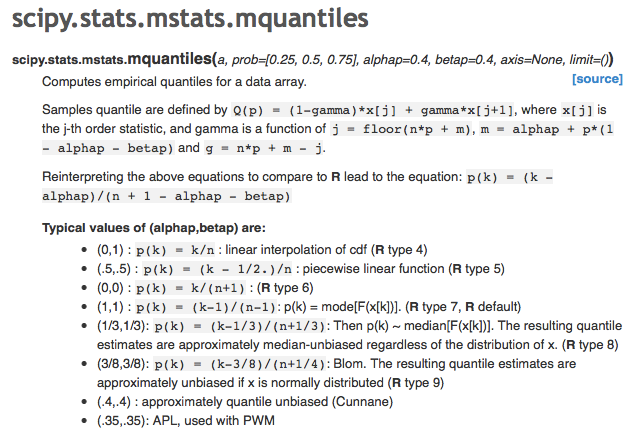 scipy.stats.mstats.mquantiles
scipy.stats.mstats.mquantiles(a, prob=[0.25, 0.5, 0.75], alphap=0.4, betap=0.4, axis=None, limit=())
Computes empirical quantiles for a data array. [source]
Samples quantile are defined by Q(p) = (1-gamma)*x[j] + gamma*x[j+1], where x[j] is
the j-th order statistic, and gamma is a function of j = floor(n*p + m), m = alphap + p*(1
- alphap - betap) and g = n*p + m - j.
Reinterpreting the above equations to compare to R lead to the equation: p(k) = (k -
alphap)/(n + 1 - alphap - betap)
Typical values of (alphap,betap) are:
• (0,1) : p(k) = k/n : linear interpolation of cdf (R type 4)
• (.5,.5) : p(k) = (k - 1/2.)/n : piecewise linear function (R type 5)
• (0,0) : p(k) = k/(n+1) : (R type 6)
• (1,1) : p(k) = (k-1)/(n-1): p(k) = mode[F(x[k])]. (R type 7, R default)
• (1/3,1/3): p(k) = (k-1/3)/(n+1/3): Then p(k) ~ median[F(x[k])]. The resulting quantile
estimates are approximately median-unbiased regardless of the distribution of x. (R type 8)
• (3/8,3/8): p(k) = (k-3/8)/(n+1/4): Blom. The resulting quantile estimates are
approximately unbiased if x is normally distributed (R type 9)
• (.4,.4) : approximately quantile unbiased (Cunnane)
• (.35,.35): APL, used with PWM